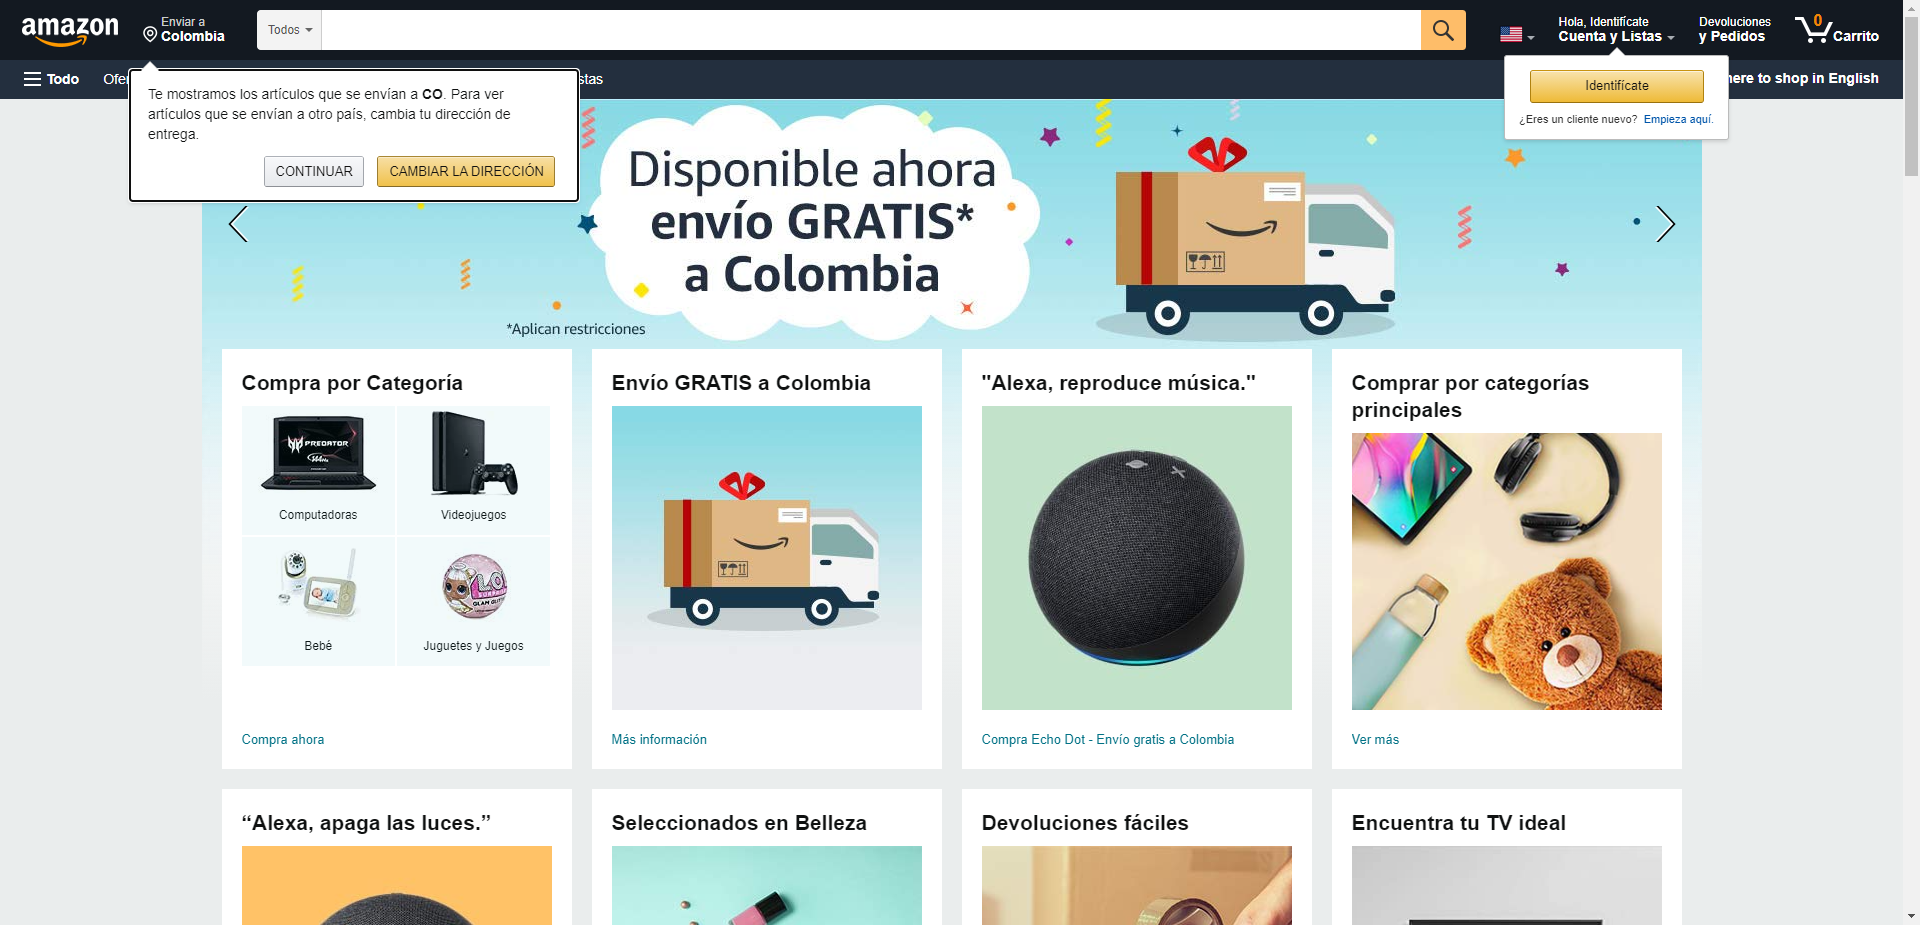 amazon
Enviar a
Colombia
Todos
Hola, Identifícate
Cuenta y Listas
Devoluciones
y Pedidos
0
Carrito
Todo
here to shop in English
Te mostramos los artículos que se envían a CO. Para ver
artículos que se envían a otro país, cambia tu dirección de
entrega.
CONTINUAR
CAMBIAR LA DIRECCIÓN
Identifícate
¿Eres un cliente nuevo? Empieza aquí.
Disponible ahora
envío GRATIS*
a Colombia
*Aplican restricciones
Compra por Categoría
PREDATOR
144Hz
Computadoras
Videojuegos
Bebé
L.O.L.
SURPRISE!
GLAM GLITTER
Juguetes y Juegos
Compra ahora
Envío GRATIS a Colombia
Más información
"Alexa, reproduce música."
Compra Echo Dot - Envío gratis a Colombia
Comprar por categorías
principales
Ver más
“Alexa, apaga las luces.”
Seleccionados en Belleza
Devoluciones fáciles
Encuentra tu TV ideal